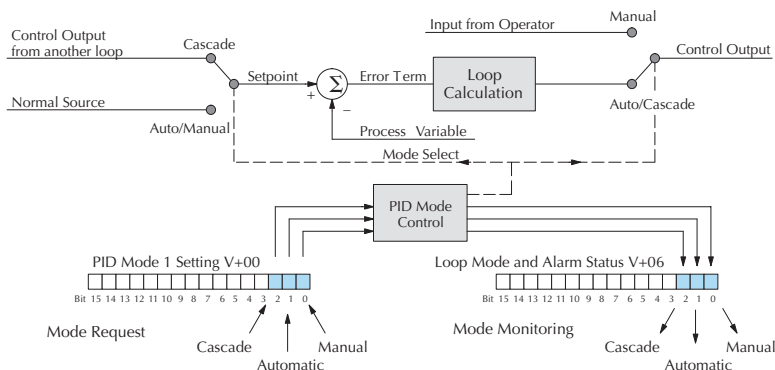 Manual
Input from Operator
Control Output
from another loop
Cascade
Control Output
Setpoint
Error Term
Loop
Calculation
Σ
+
–
Normal Source
Auto/Manual
Auto/Cascade
Process Variable
Mode Select
PID Mode
Control
PID Mode 1 Setting V+00
Loop Mode and Alarm Status V+06
Bit 15 14 13 12 11 10 9 8 7 6 5 4 3 2 1 0
Bit 15 14 13 12 11 10 9 8 7 6 5 4 3 2 1 0
Mode Request
Mode Monitoring
Cascade
Manual
Automatic
Cascade
Manual
Automatic